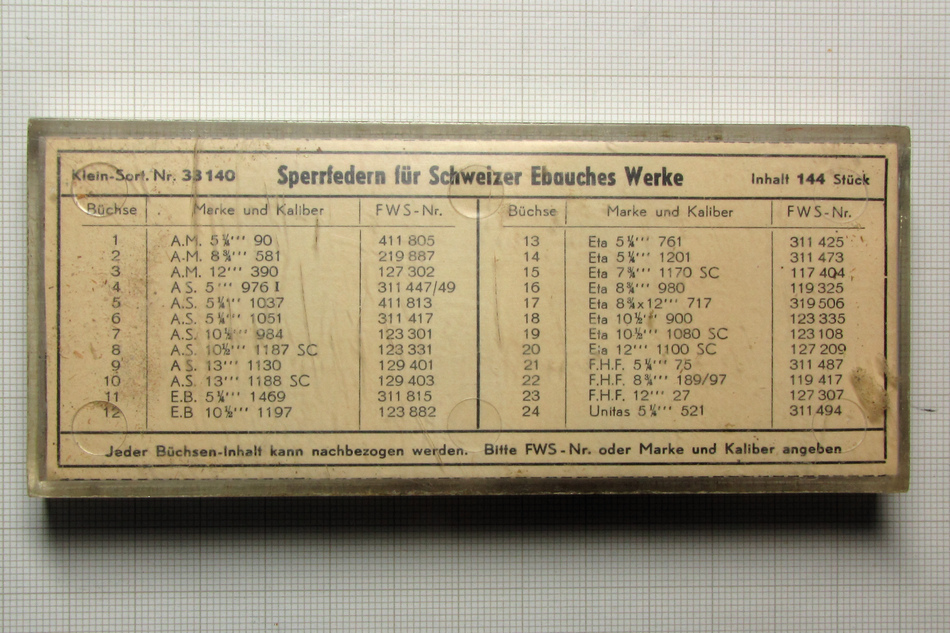 Klein-Sort. Nr. 33140 Sperrfedern für Schweizer Ebauches Werke Inhalt 144 Stück
Büchse Marke und Kaliber FWS-Nr. Büchse Marke und Kaliber FWS-Nr.
1 A.M. 5¼''' 90 411 805 13 Eta 5¼''' 761 311 425
2 A.M. 8¾''' 581 219 887 14 Eta 5¼''' 1201 311 473
3 A.M. 12''' 390 127 302 15 Eta 7¾''' 1170 SC 117 404
4 A.S. 5''' 976 I 311 447/49 16 Eta 8¾''' 980 119 325
5 A.S. 5¼''' 1037 411 813 17 Eta 8¾x12''' 717 319 506
6 A.S. 5¼''' 1051 311 417 18 Eta 10½''' 900 123 335
7 A.S. 10½''' 984 123 301 19 Eta 10½''' 1080 SC 123 108
8 A.S. 10½''' 1187 SC 123 331 20 Eta 12''' 1100 SC 127 209
9 A.S. 13''' 1130 129 401 21 F.H.F. 5¼''' 75 311 487
10 A.S. 13''' 1188 SC 129 403 22 F.H.F. 8¾''' 189/97 119 417
11 E.B. 5¼''' 1469 311 815 23 F.H.F. 12''' 27 127 307
12 E.B 10½''' 1197 123 882 24 Unitas 5¼''' 521 311 494
Jeder Büchsen-Inhalt kann nachbezogen werden. Bitte FWS-Nr. oder Marke und Kaliber angeben